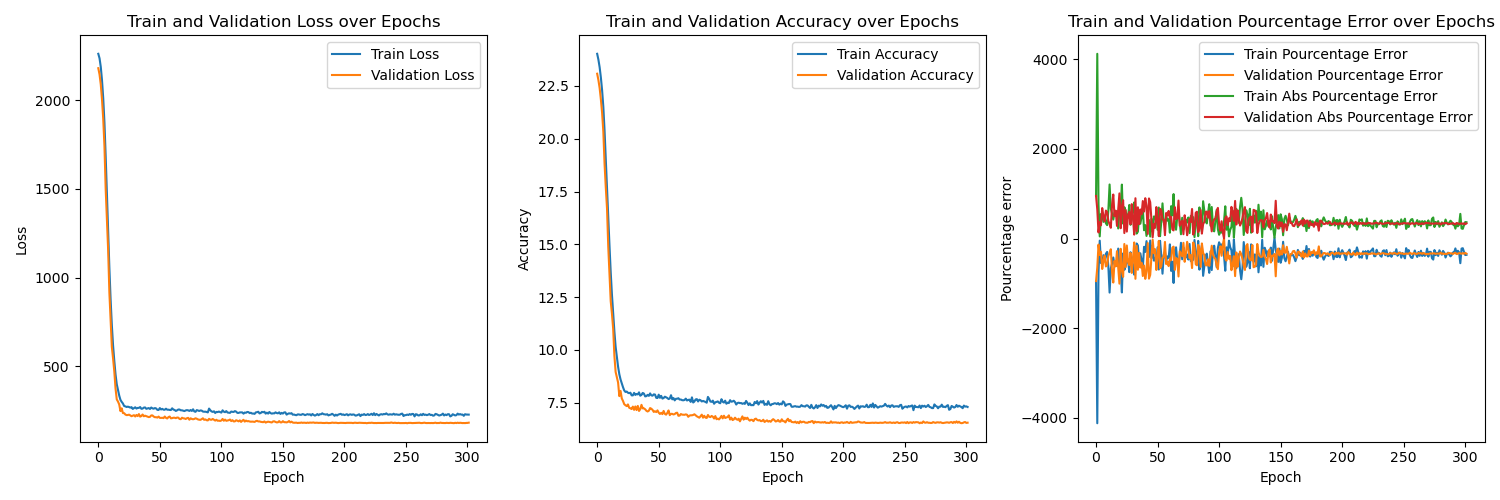 Train and Validation Loss over Epochs
Train Loss
Validation Loss
Loss
2000
1500
1000
500
0 50 100 150 200 250 300
Epoch
Train and Validation Accuracy over Epochs
Train Accuracy
Validation Accuracy
Accuracy
22.5
20.0
17.5
15.0
12.5
10.0
7.5
0 50 100 150 200 250 300
Epoch
Train and Validation Pourcentage Error over Epochs
Train Pourcentage Error
Validation Pourcentage Error
Train Abs Pourcentage Error
Validation Abs Pourcentage Error
Pourcentage error
4000
2000
0
−2000
−4000
0 50 100 150 200 250 300
Epoch